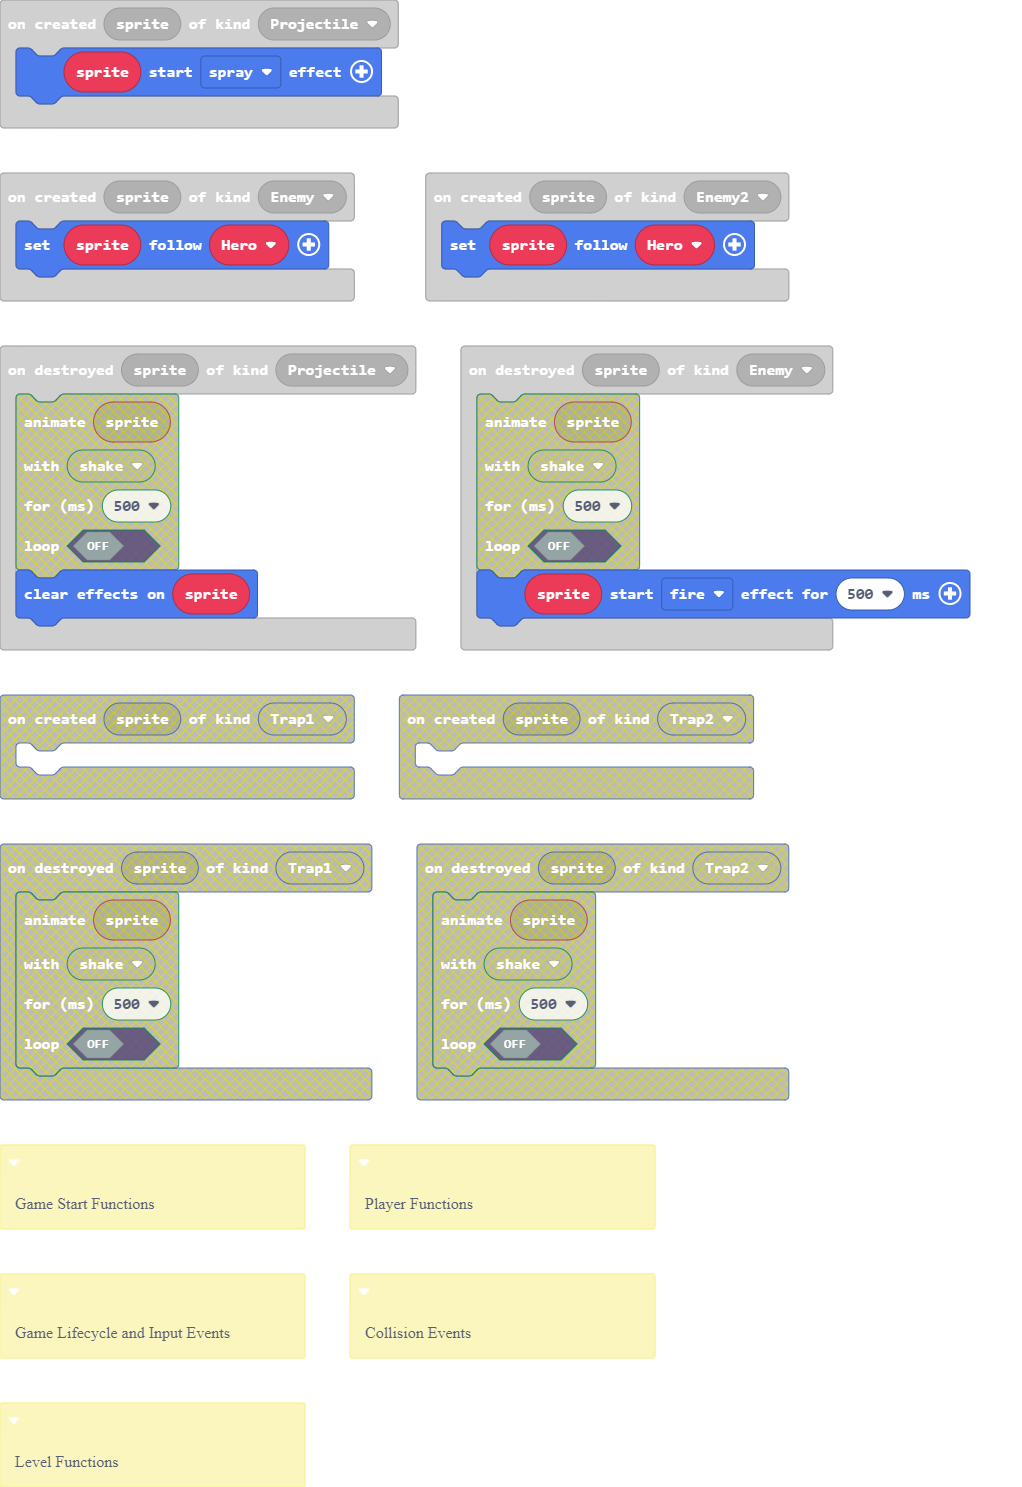 on created sprite of kind Projectile
sprite start spray effect
on created sprite of kind Enemy
set sprite follow Hero
on created sprite of kind Enemy2
set sprite follow Hero
on destroyed sprite of kind Projectile
animate sprite
with shake
for (ms) 500
loop OFF
clear effects on sprite
on destroyed sprite of kind Enemy
animate sprite
with shake
for (ms) 500
loop OFF
sprite start fire effect for 500 ms
on created sprite of kind Trap1
on created sprite of kind Trap2
on destroyed sprite of kind Trap1
animate sprite
with shake
for (ms) 500
loop OFF
on destroyed sprite of kind Trap2
animate sprite
with shake
for (ms) 500
loop OFF
Game Start Functions
Player Functions
Game Lifecycle and Input Events
Collision Events
Level Functions